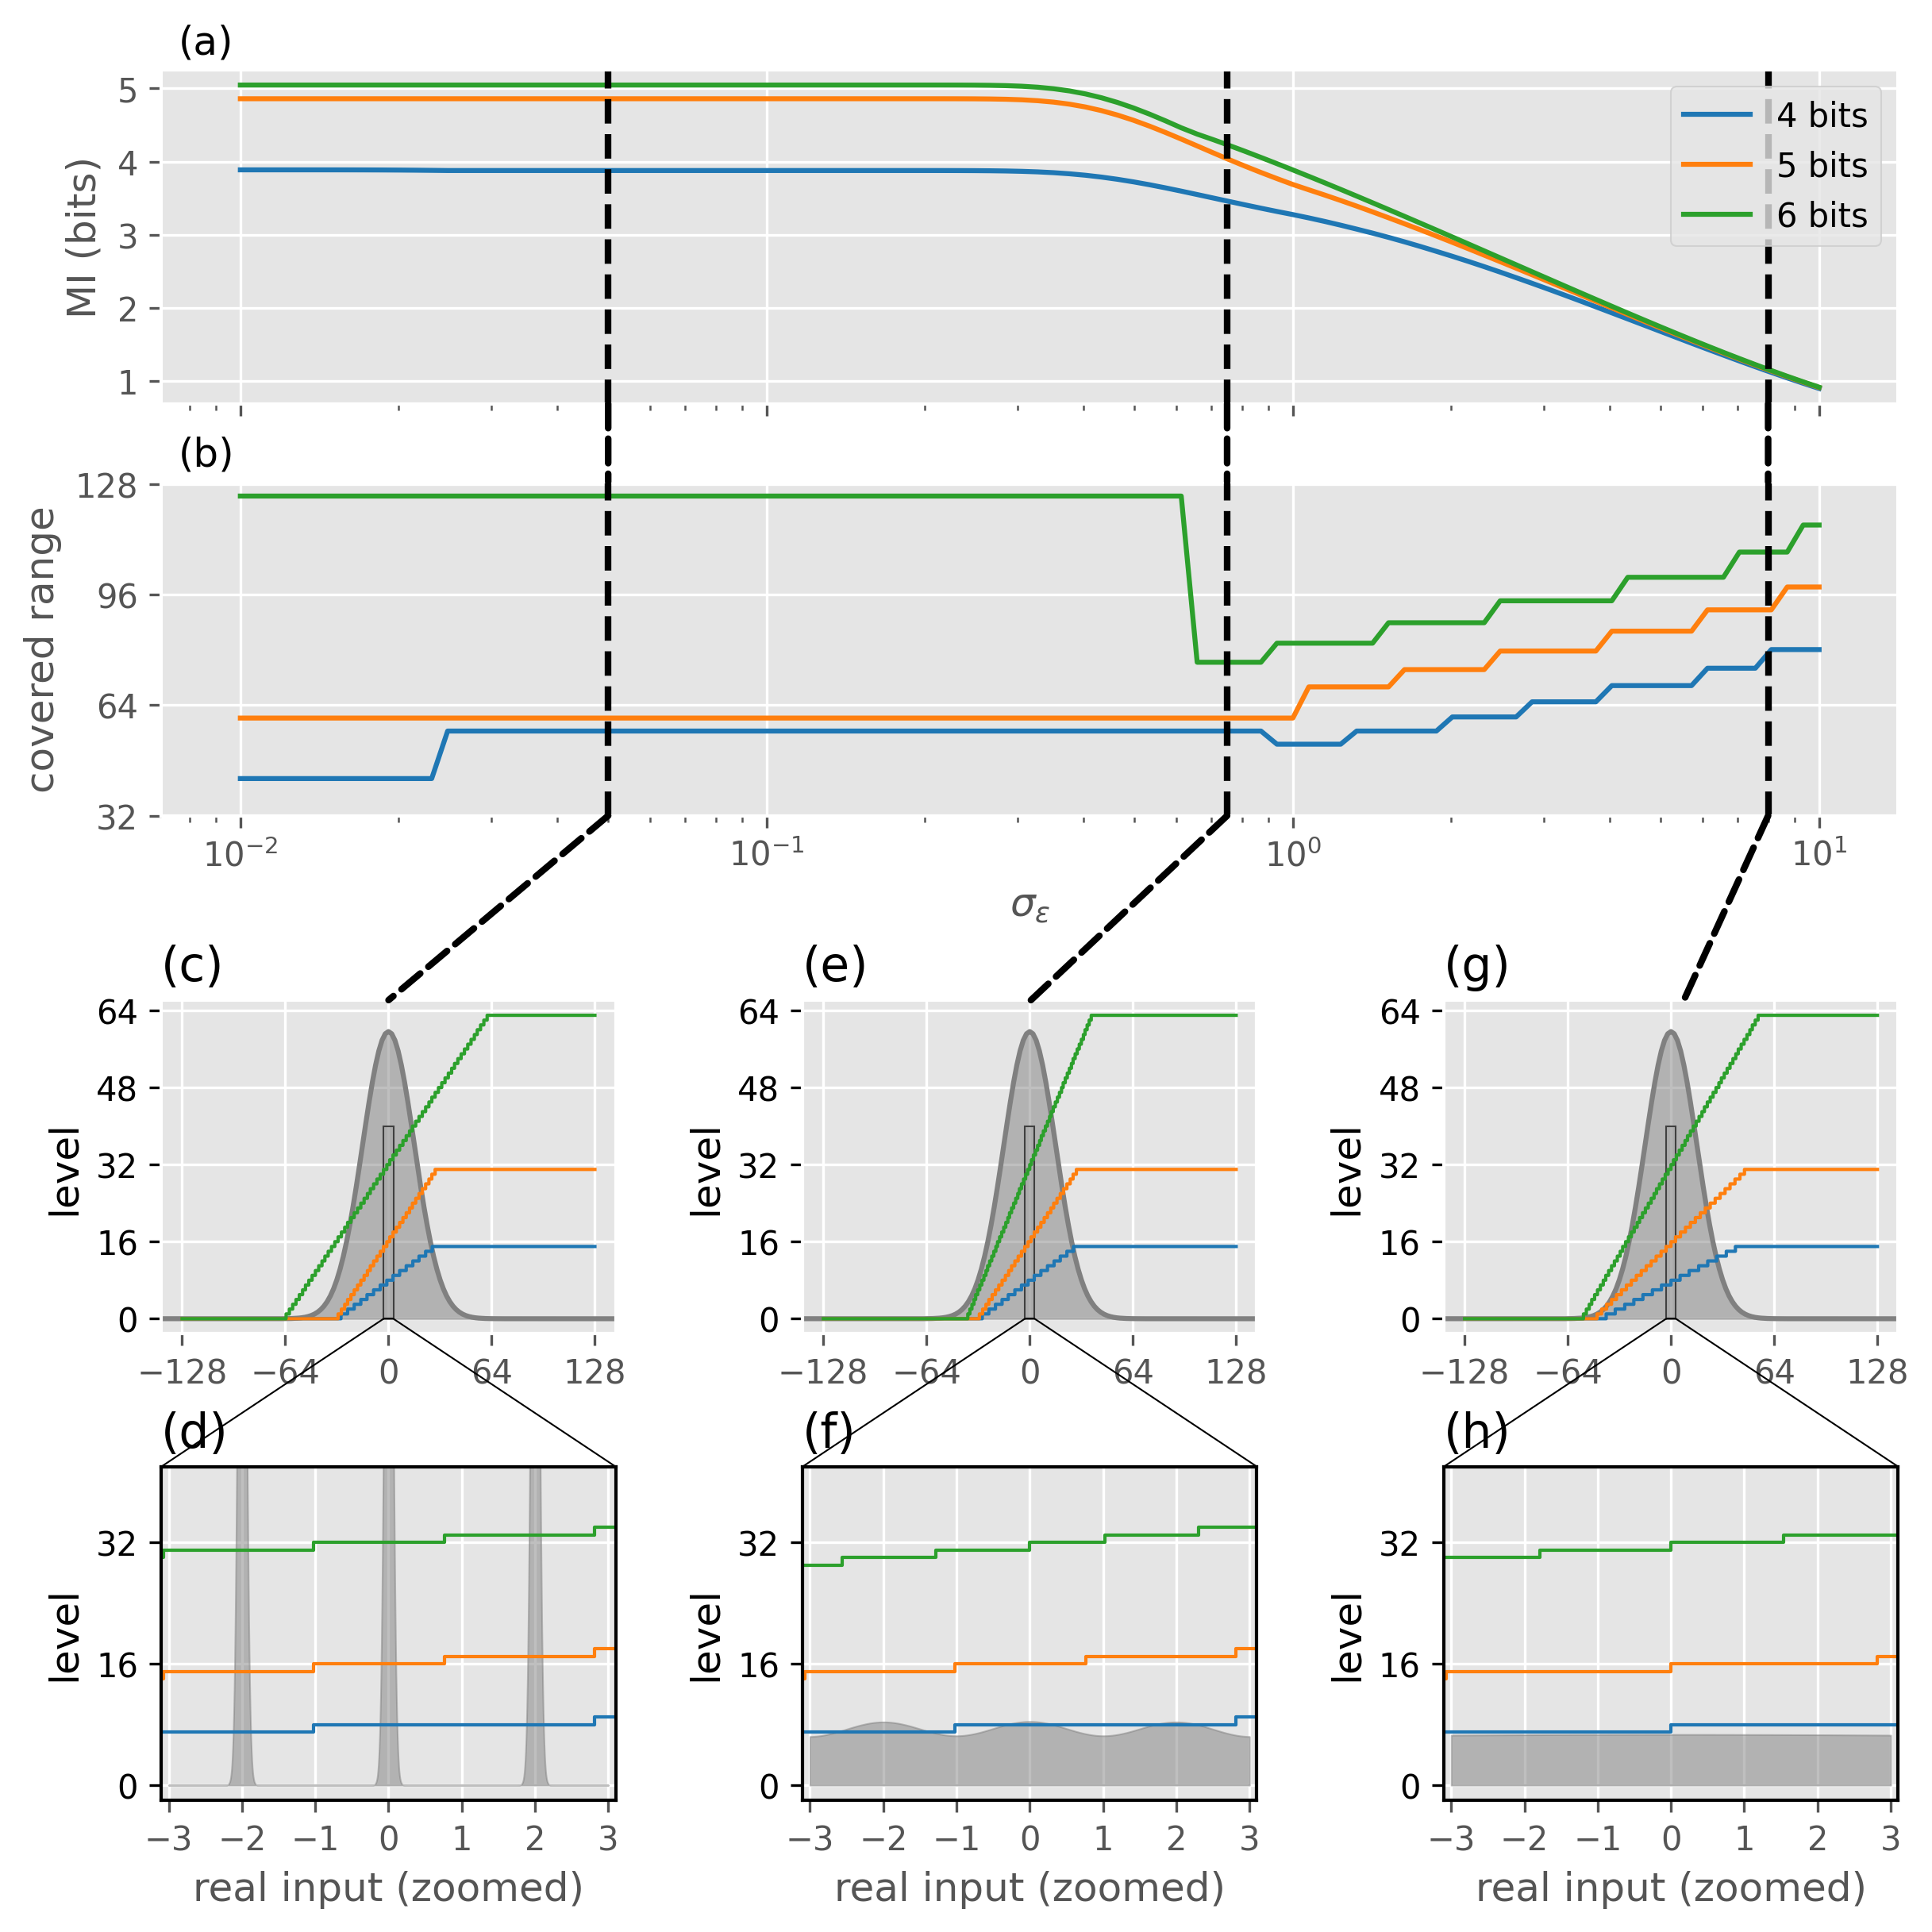 (a)
MI (bits)
5
4
3
2
1
4 bits
5 bits
6 bits
(b)
covered range
128
96
64
32
10⁻²
10⁻¹
10⁰
10¹
σε
(c)
level
64
48
32
16
0
−128
−64
0
64
128
(e)
level
64
48
32
16
0
−128
−64
0
64
128
(g)
level
64
48
32
16
0
−128
−64
0
64
128
(d)
level
32
16
0
−3 −2 −1 0 1 2 3
real input (zoomed)
(f)
level
32
16
0
−3 −2 −1 0 1 2 3
real input (zoomed)
(h)
level
32
16
0
−3 −2 −1 0 1 2 3
real input (zoomed)